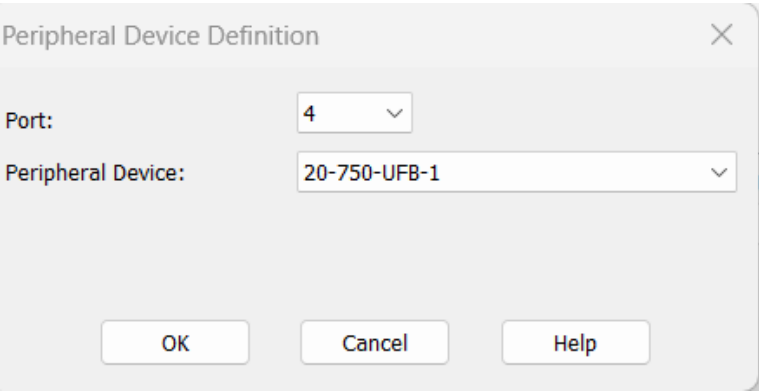 Peripheral Device Definition
Port:
4
Peripheral Device:
20-750-UFB-1
OK
Cancel
Help